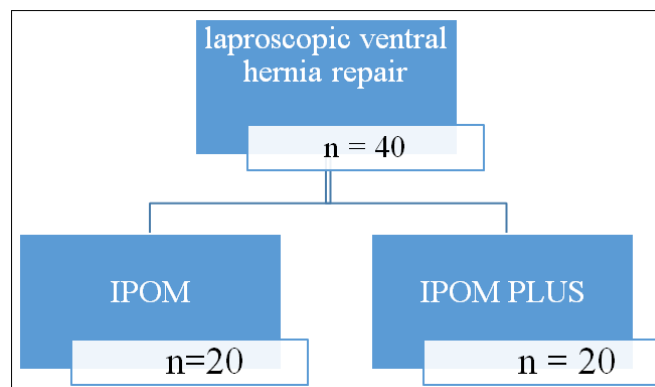 laproscopic ventral
hernia repair
n = 40
IPOM
n=20
IPOM PLUS
n = 20